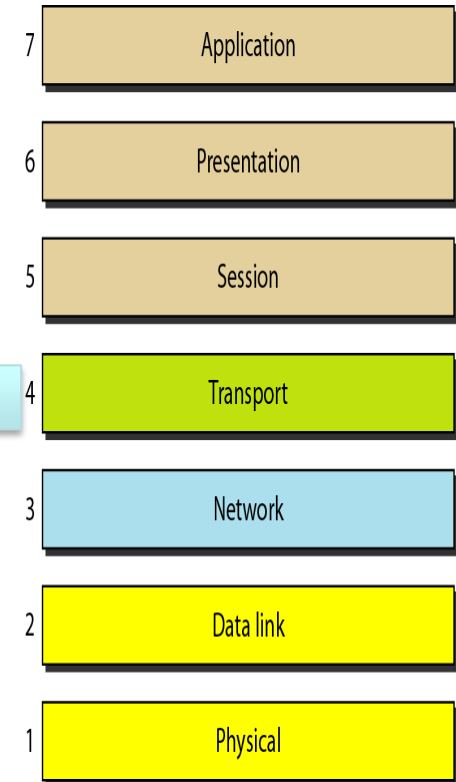 7 Application
6 Presentation
5 Session
4 Transport
3 Network
2 Data link
1 Physical